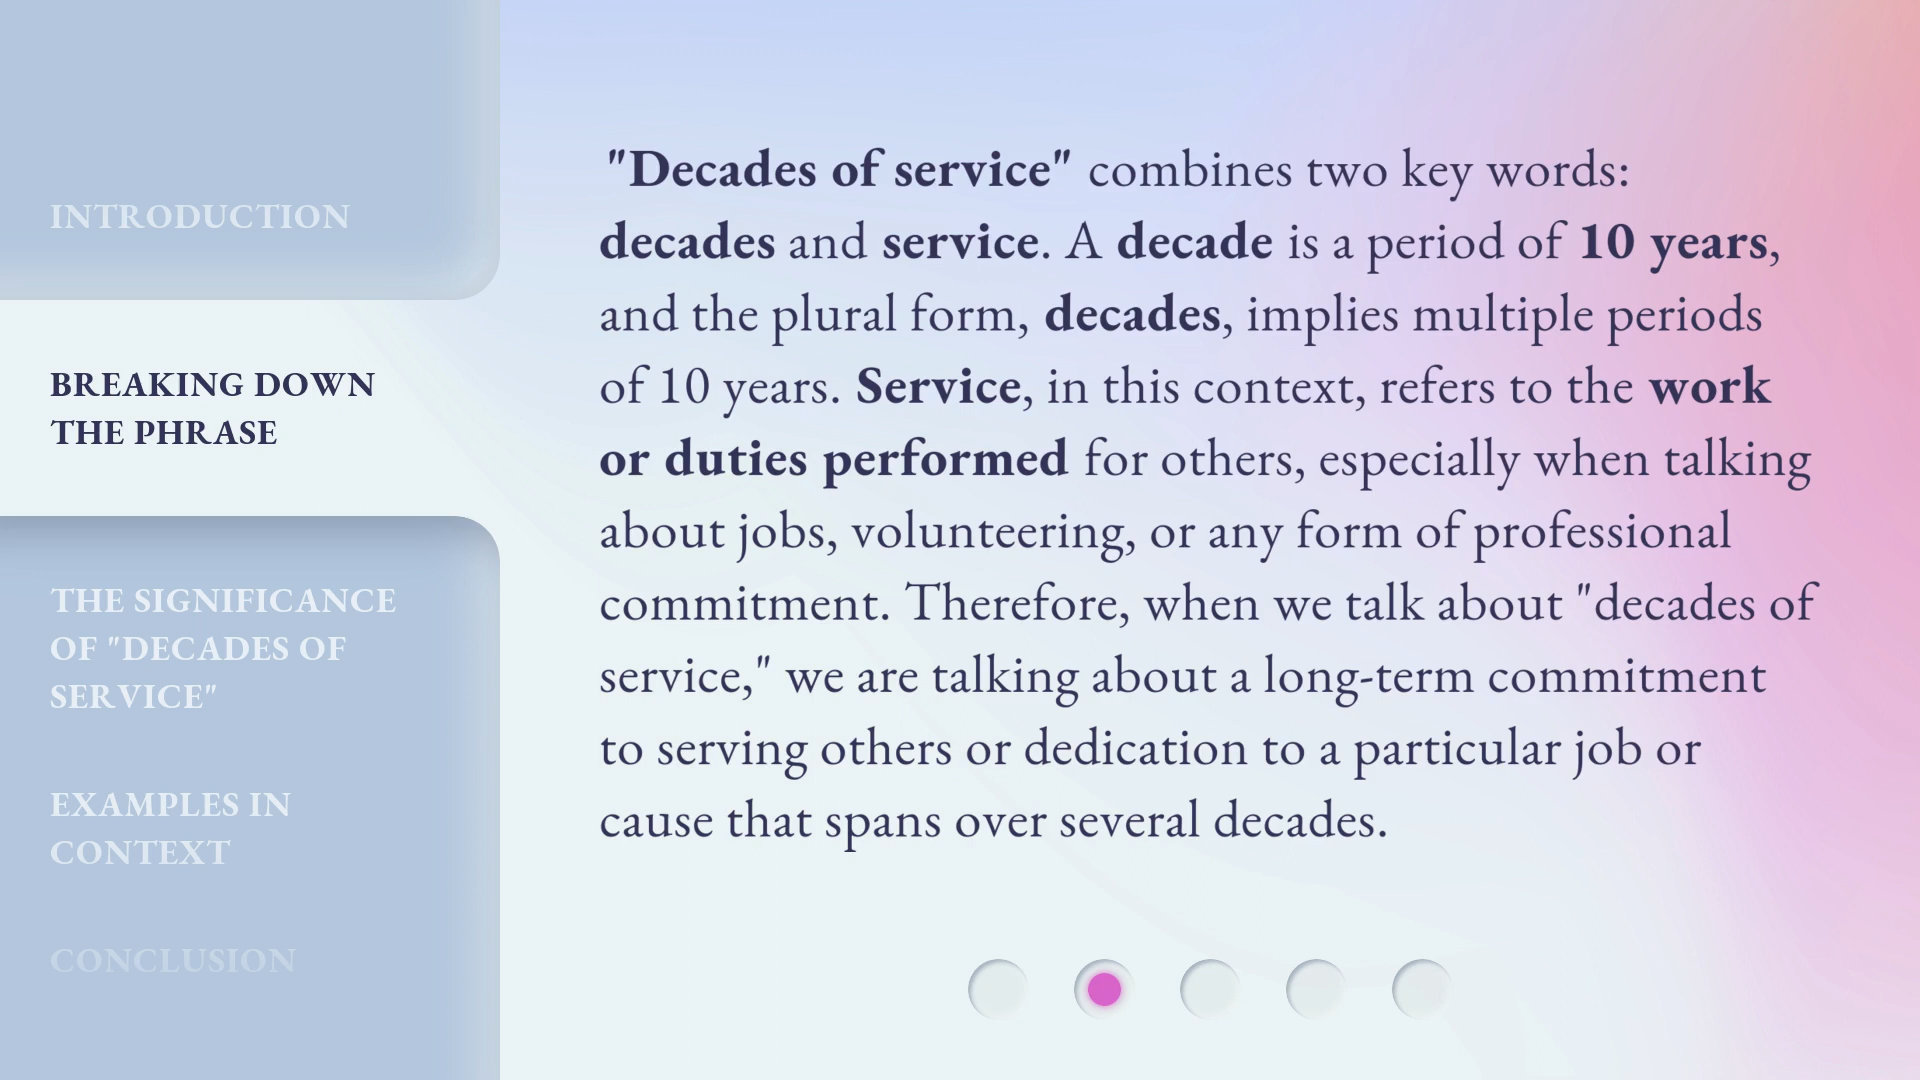 INTRODUCTION
BREAKING DOWN
THE PHRASE
THE SIGNIFICANCE
OF "DECADES OF
SERVICE"
EXAMPLES IN
CONTEXT
CONCLUSION
"Decades of service" combines two key words:
decades and service. A decade is a period of 10 years,
and the plural form, decades, implies multiple periods
of 10 years. Service, in this context, refers to the work
or duties performed for others, especially when talking
about jobs, volunteering, or any form of professional
commitment. Therefore, when we talk about "decades of
service," we are talking about a long-term commitment
to serving others or dedication to a particular job or
cause that spans over several decades.